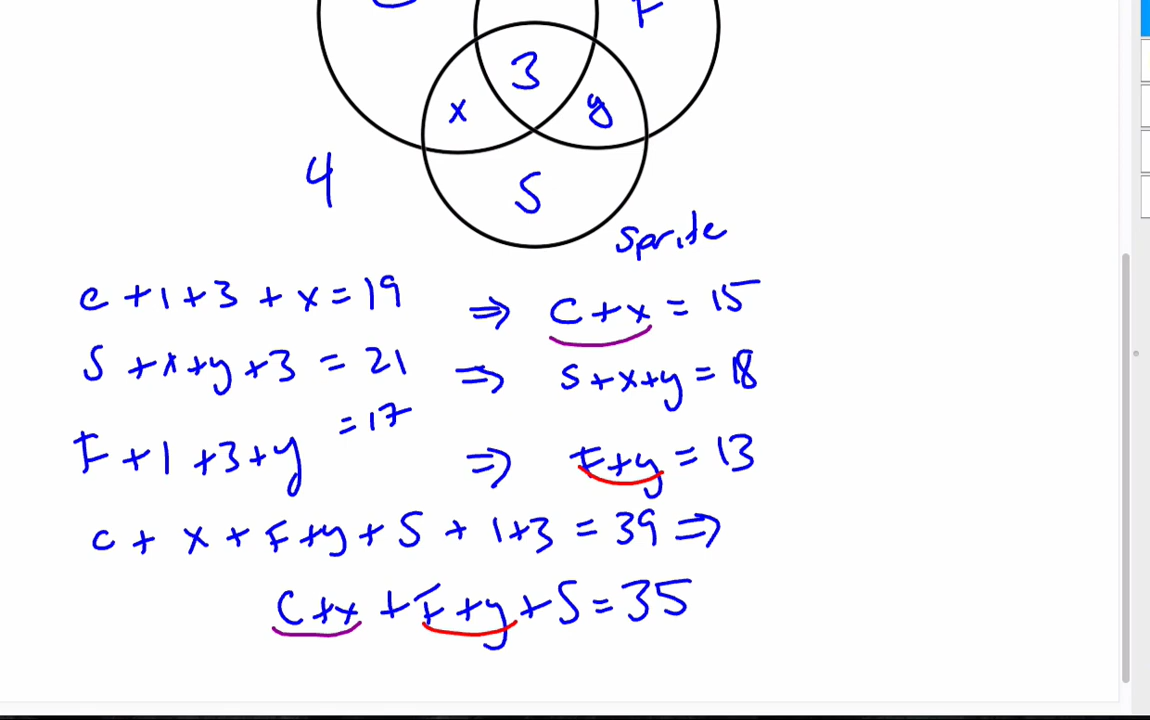 C F
3
x y
4
S
Sprite
C + 1 + 3 + x = 19 ⇒ C + x = 15
S + x + y + 3 = 21 ⇒ S + x + y = 18
F + 1 + 3 + y = 17 ⇒ F + y = 13
C + x + F + y + S + 1 + 3 = 39 ⇒
C + x + F + y + S = 35